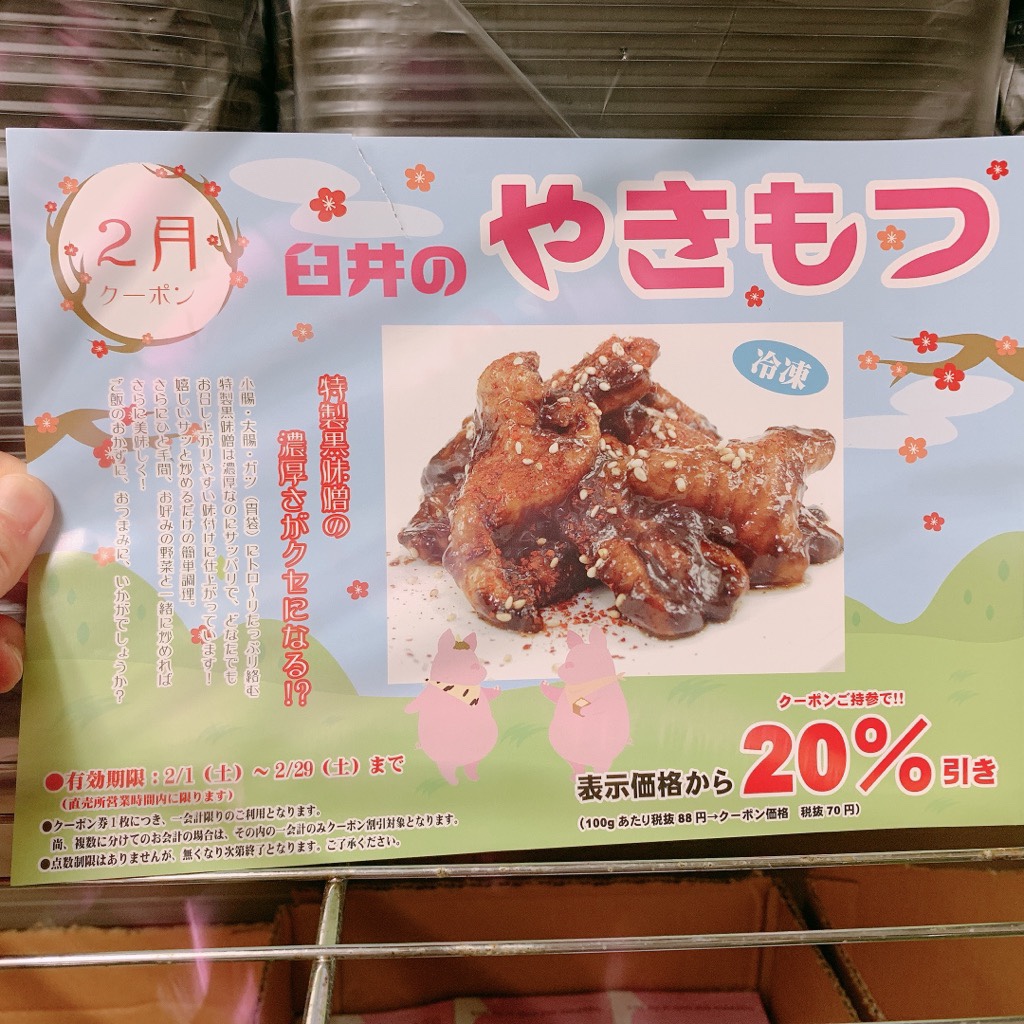 2月
クーポン
臼井の
やきもつ
冷凍
特製黒味噌の
濃厚さがクセになる!?
小腸・大腸・ガツ（胃袋）にトロ〜リたっぷり絡む
特製黒味噌は濃厚なのにサッパリで、どなたでも
お召し上がりやすい味付けに仕上がっています！
嬉しいサッと炒めるだけの簡単調理。
さらにひと手間、お好みの野菜と一緒に炒めれば
さらに美味しく！
ご飯のおかずに、おつまみに、いかがでしょうか？
クーポンご持参で!!
表示価格から20%引き
（100gあたり税抜88円→クーポン価格　税抜70円）
●有効期限：2/1（土）〜2/29（土）まで
（直売所営業時間内に限ります）
●クーポン券1枚につき、一会計限りのご利用となります。
尚、複数に分けてのお会計の場合は、その内の一会計のみクーポン割引対象となります。
●点数制限はありませんが、無くなり次第終了となります。ご了承ください。